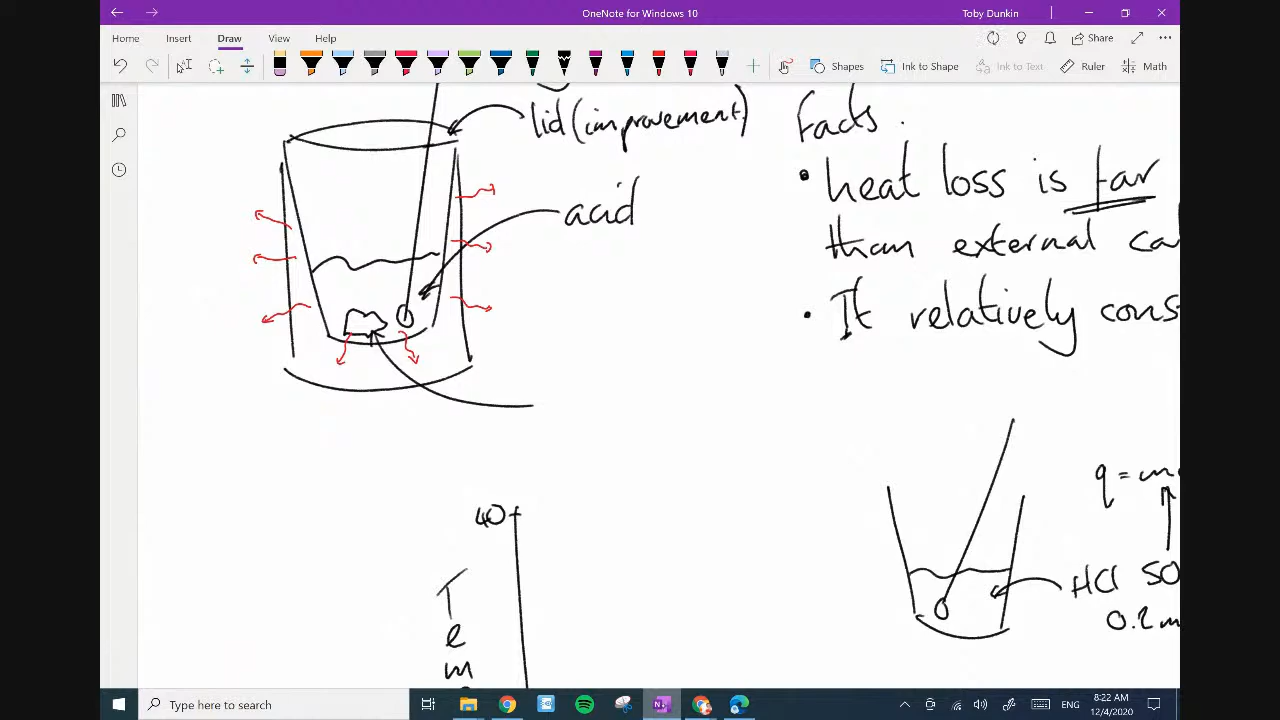 OneNote for Windows 10
Toby Dunkin
Home Insert Draw View Help
Share
Shapes Ink to Shape Ink to Text Ruler Math
lid (improvement)
acid
Facts.
• heat loss is far
than external ca
• It relatively cons
40
T
e
m
q = m
HCl 50
0.2 m
Type here to search
ENG
8:22 AM
12/4/2020